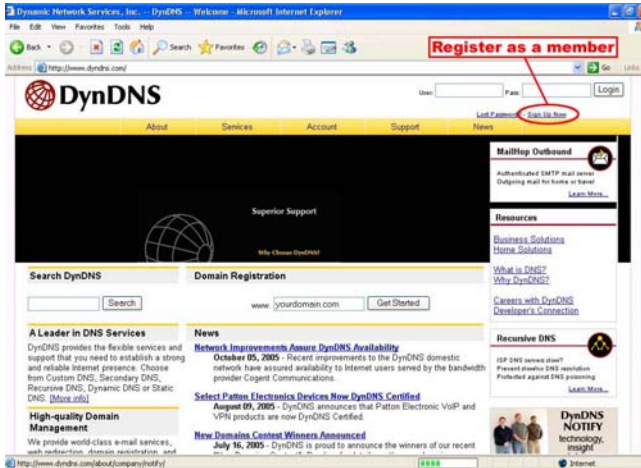 Dynamic Network Services, Inc. -- DynDNS -- Welcome - Microsoft Internet Explorer
File Edit View Favorites Tools Help
Back Search Favorites
Register as a member
Address http://www.dyndns.com/ Go Links
DynDNS
User: Pass: Login
Lost Password - Sign Up Now
About Services Account Support News
MailHop Outbound
Authenticated SMTP mail server
Outgoing mail for home or travel
Learn More...
Superior Support
Why Choose DynDNS?
Resources
Business Solutions
Home Solutions
What is DNS?
Why DynDNS?
Careers with DynDNS
Developer's Connection
Search DynDNS
Search
Domain Registration
www. yourdomain.com Get Started
A Leader in DNS Services
DynDNS provides the flexible services and
support that you need to establish a strong
and reliable Internet presence. Choose
from Custom DNS, Secondary DNS,
Recursive DNS, Dynamic DNS or Static
DNS. [More info]
High-quality Domain
Management
We provide world-class e-mail services,
web redirection, domain registration, and
News
Network Improvements Assure DynDNS Availability
October 05, 2005 - Recent improvements to the DynDNS domestic
network have assured availability to Internet users served by the bandwidth
provider Cogent Communications.
Select Patton Electronics Devices Now DynDNS Certified
August 09, 2005 - DynDNS announces that Patton Electronic VoIP and
VPN products are now DynDNS Certified.
New Domains Contest Winners Announced
July 16, 2005 - DynDNS is proud to announce the winners of our recent
Recursive DNS
ISP DNS servers slow?
Prevent slow/no DNS resolution
Protected against DNS poisoning
Learn More...
DynDNS
NOTIFY
technology,
insight
http://www.dyndns.com/about/company/notify/
Internet